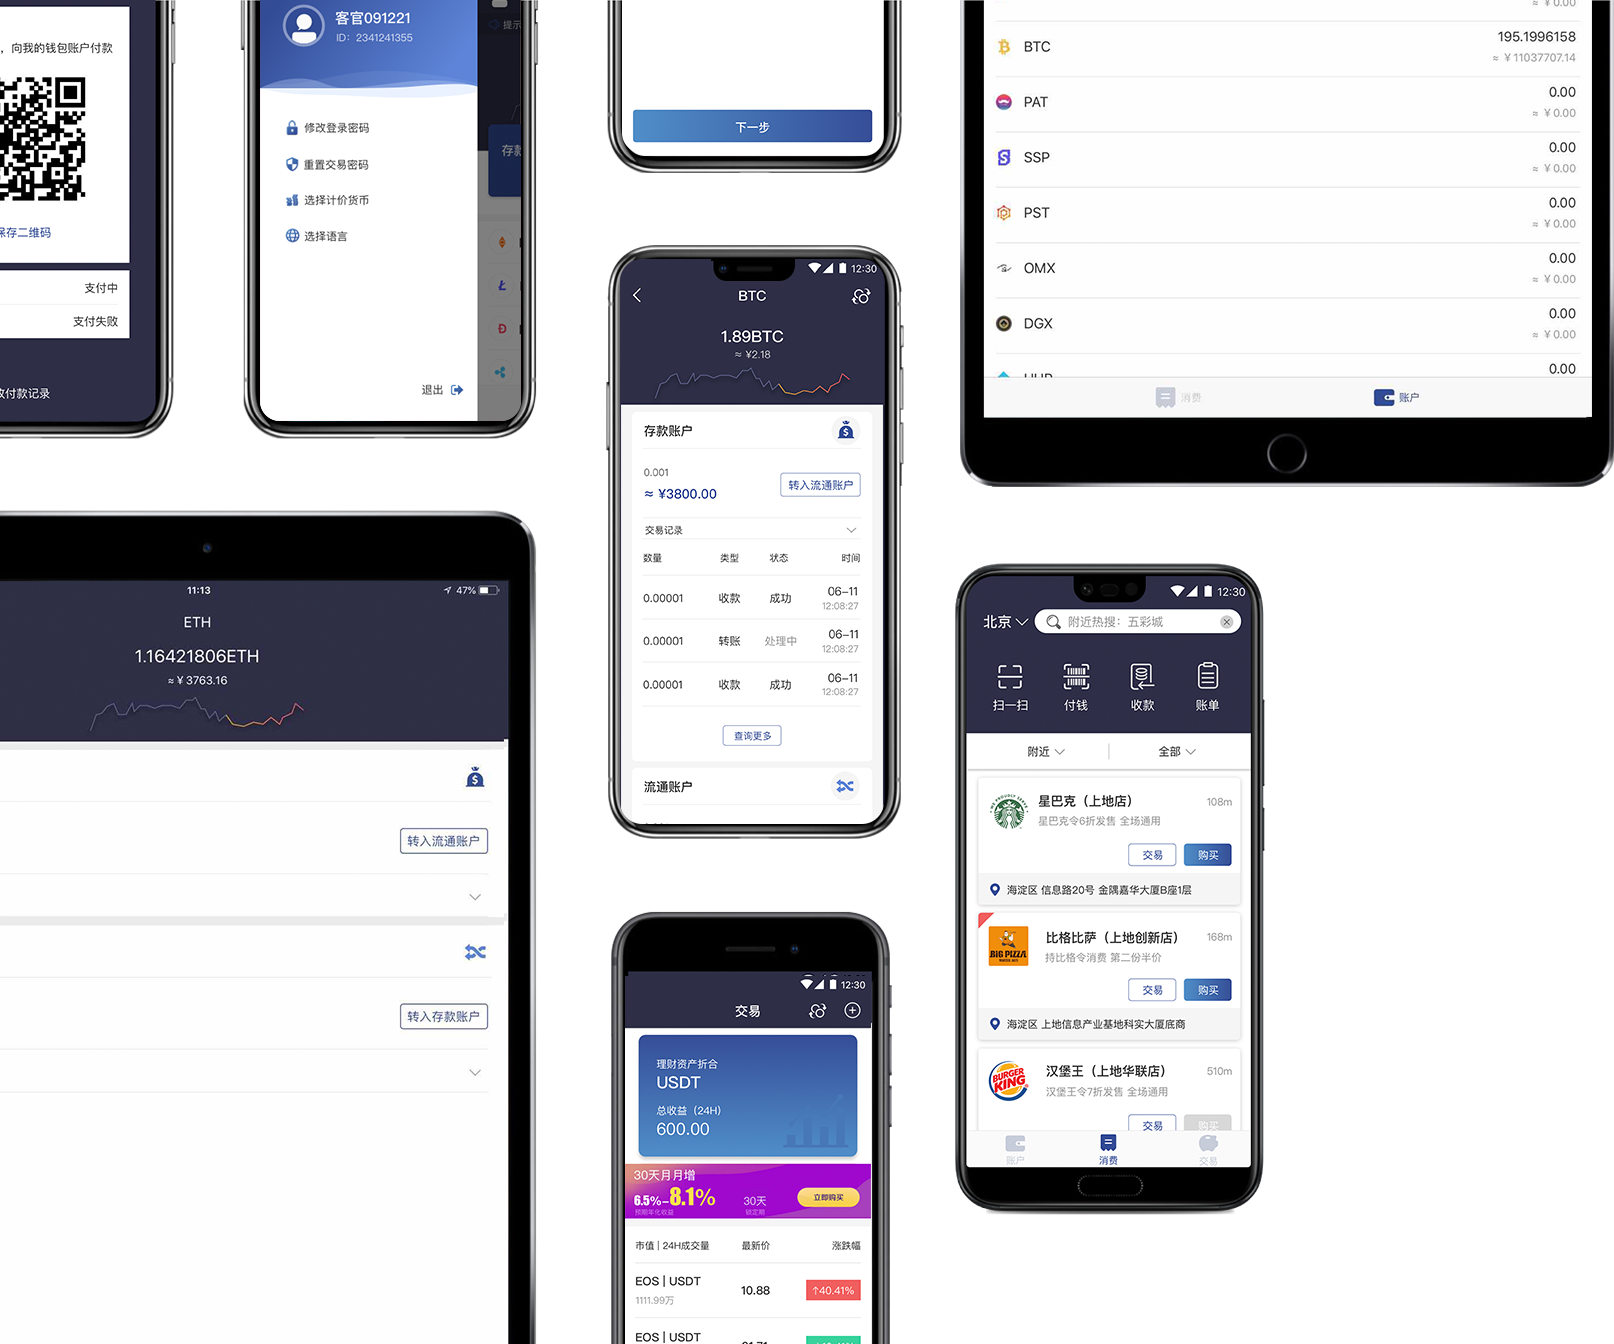 ，向我的钱包账户付款
保存二维码
支付中
支付失败
收付款记录
客官091221
ID：2341241355
修改登录密码
重置交易密码
选择计价货币
选择语言
退出
提示
存款
下一步
≈ ￥0.00
BTC
195.1996158
≈ ￥11037707.14
PAT
0.00
≈ ￥0.00
SSP
0.00
≈ ￥0.00
PST
0.00
≈ ￥0.00
OMX
0.00
≈ ￥0.00
DGX
0.00
≈ ￥0.00
0.00
消费
账户
12:30
BTC
1.89BTC
≈ ¥2.18
存款账户
0.001
≈ ¥3800.00
转入流通账户
交易记录
数量 类型 状态 时间
0.00001 收款 成功 06-11
12:08:27
0.00001 转账 处理中 06-11
12:08:27
0.00001 收款 成功 06-11
12:08:27
查询更多
流通账户
11:13
47%
ETH
1.16421806ETH
≈ ¥ 3763.16
转入流通账户
转入存款账户
12:30
北京
附近热搜：五彩城
扫一扫 付钱 收款 账单
附近 全部
星巴克（上地店） 108m
星巴克令6折发售 全场通用
交易 购买
海淀区 信息路20号 金隅嘉华大厦B座1层
BIG PIZZA
比格比萨（上地创新店） 168m
持比格令消费 第二份半价
交易 购买
海淀区 上地信息产业基地科实大厦底商
BURGER KING
汉堡王（上地华联店） 510m
汉堡王令7折发售 全场通用
交易 购买
账户 消费 交易
12:30
交易
理财资产折合
USDT
总收益（24H）
600.00
30天月月增
6.5%-8.1%
预期年化收益
30天
锁定期
立即购买
市值 | 24H成交量 最新价 涨跌幅
EOS | USDT
1111.99万
10.88
↑40.41%
EOS | USDT